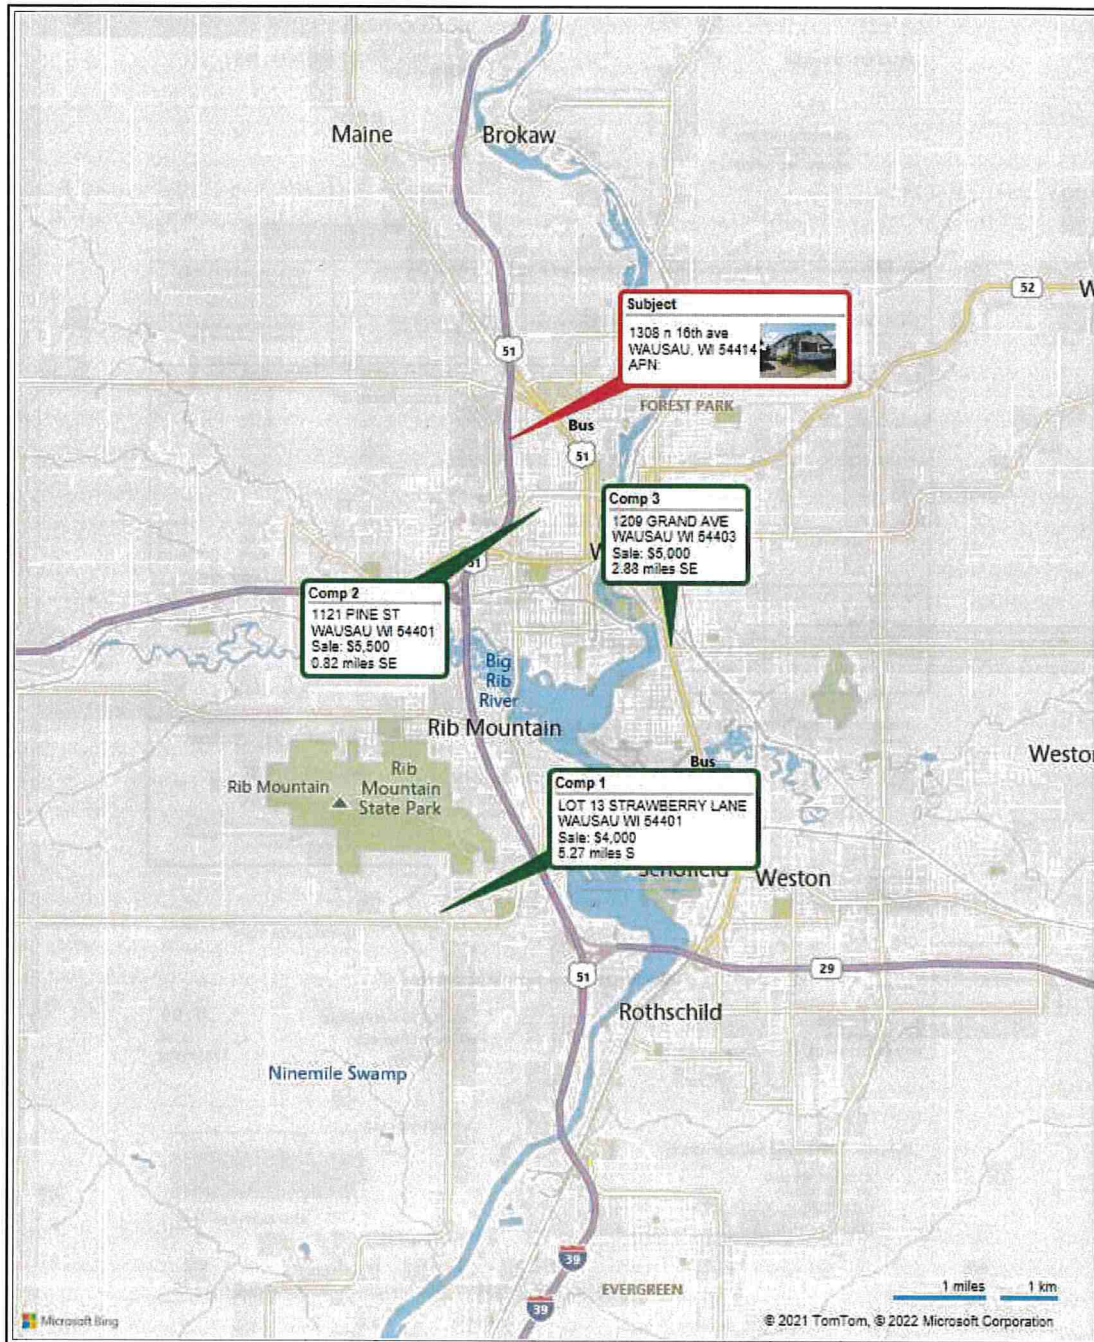 Maine
Brokaw
52
W
Subject
1308 n 16th ave
WAUSAU, WI 54414
APN:
51
FOREST PARK
Bus
51
Comp 3
1209 GRAND AVE
WAUSAU WI 54403
Sale: $5,000
2.88 miles SE
W
51
Comp 2
1121 PINE ST
WAUSAU WI 54401
Sale: $5,500
0.82 miles SE
Big
Rib
River
Rib Mountain
Weston
Rib Mountain
Rib
Mountain
State Park
Bus
Comp 1
LOT 13 STRAWBERRY LANE
WAUSAU WI 54401
Sale: $4,000
5.27 miles S
Schofield
Weston
51
29
Rothschild
Ninemile Swamp
39
EVERGREEN
39
1 miles
1 km
Microsoft Bing
© 2021 TomTom, © 2022 Microsoft Corporation